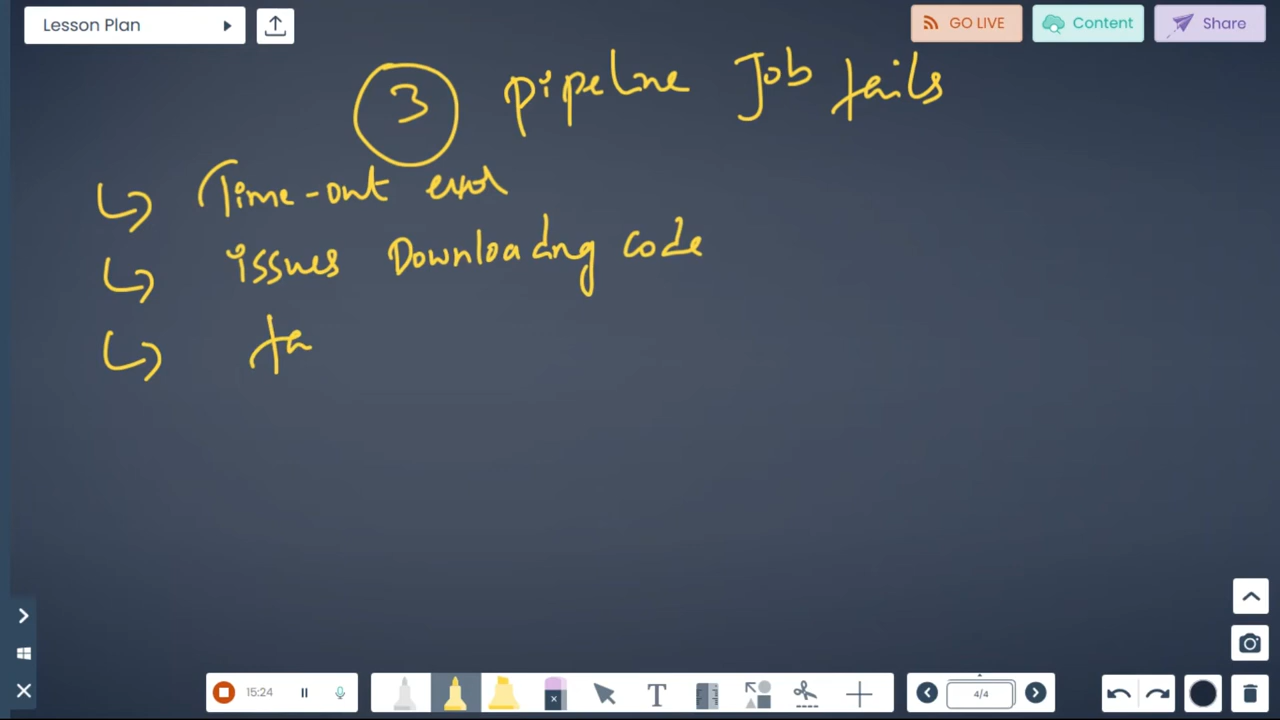 Lesson Plan
GO LIVE
Content
Share
3 pipeline Job fails
Time-out error
issues Downloading code
fa
15:24
4/4